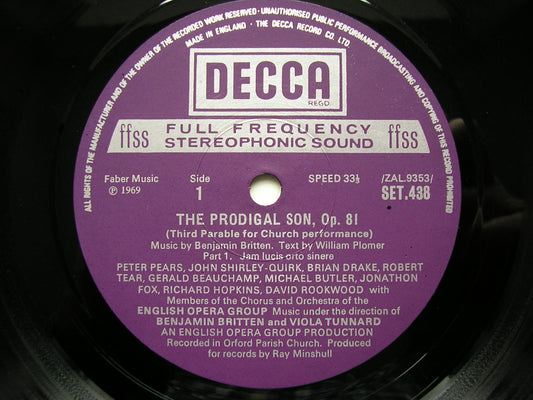 ALL RIGHTS OF THE MANUFACTURER AND OF THE OWNER OF THE RECORDED WORK RESERVED · UNAUTHORISED PUBLIC PERFORMANCE BROADCASTING AND COPYING OF THIS RECORD PROHIBITED
MADE IN ENGLAND · THE DECCA RECORD CO. LTD
DECCA
REGD.
ffss FULL FREQUENCY STEREOPHONIC SOUND ffss
Faber Music Side SPEED 33⅓ /ZAL.9353/
℗ 1969 1 SET.438
THE PRODIGAL SON, Op. 81
(Third Parable for Church performance)
Music by Benjamin Britten. Text by William Plomer
Part 1. Jam lucis orto sinere
PETER PEARS, JOHN SHIRLEY-QUIRK, BRIAN DRAKE, ROBERT
TEAR, GERALD BEAUCHAMP, MICHAEL BUTLER, JONATHON
FOX, RICHARD HOPKINS, DAVID ROOKWOOD with
Members of the Chorus and Orchestra of the
ENGLISH OPERA GROUP Music under the direction of
BENJAMIN BRITTEN and VIOLA TUNNARD
AN ENGLISH OPERA GROUP PRODUCTION
Recorded in Orford Parish Church. Produced
for records by Ray Minshull